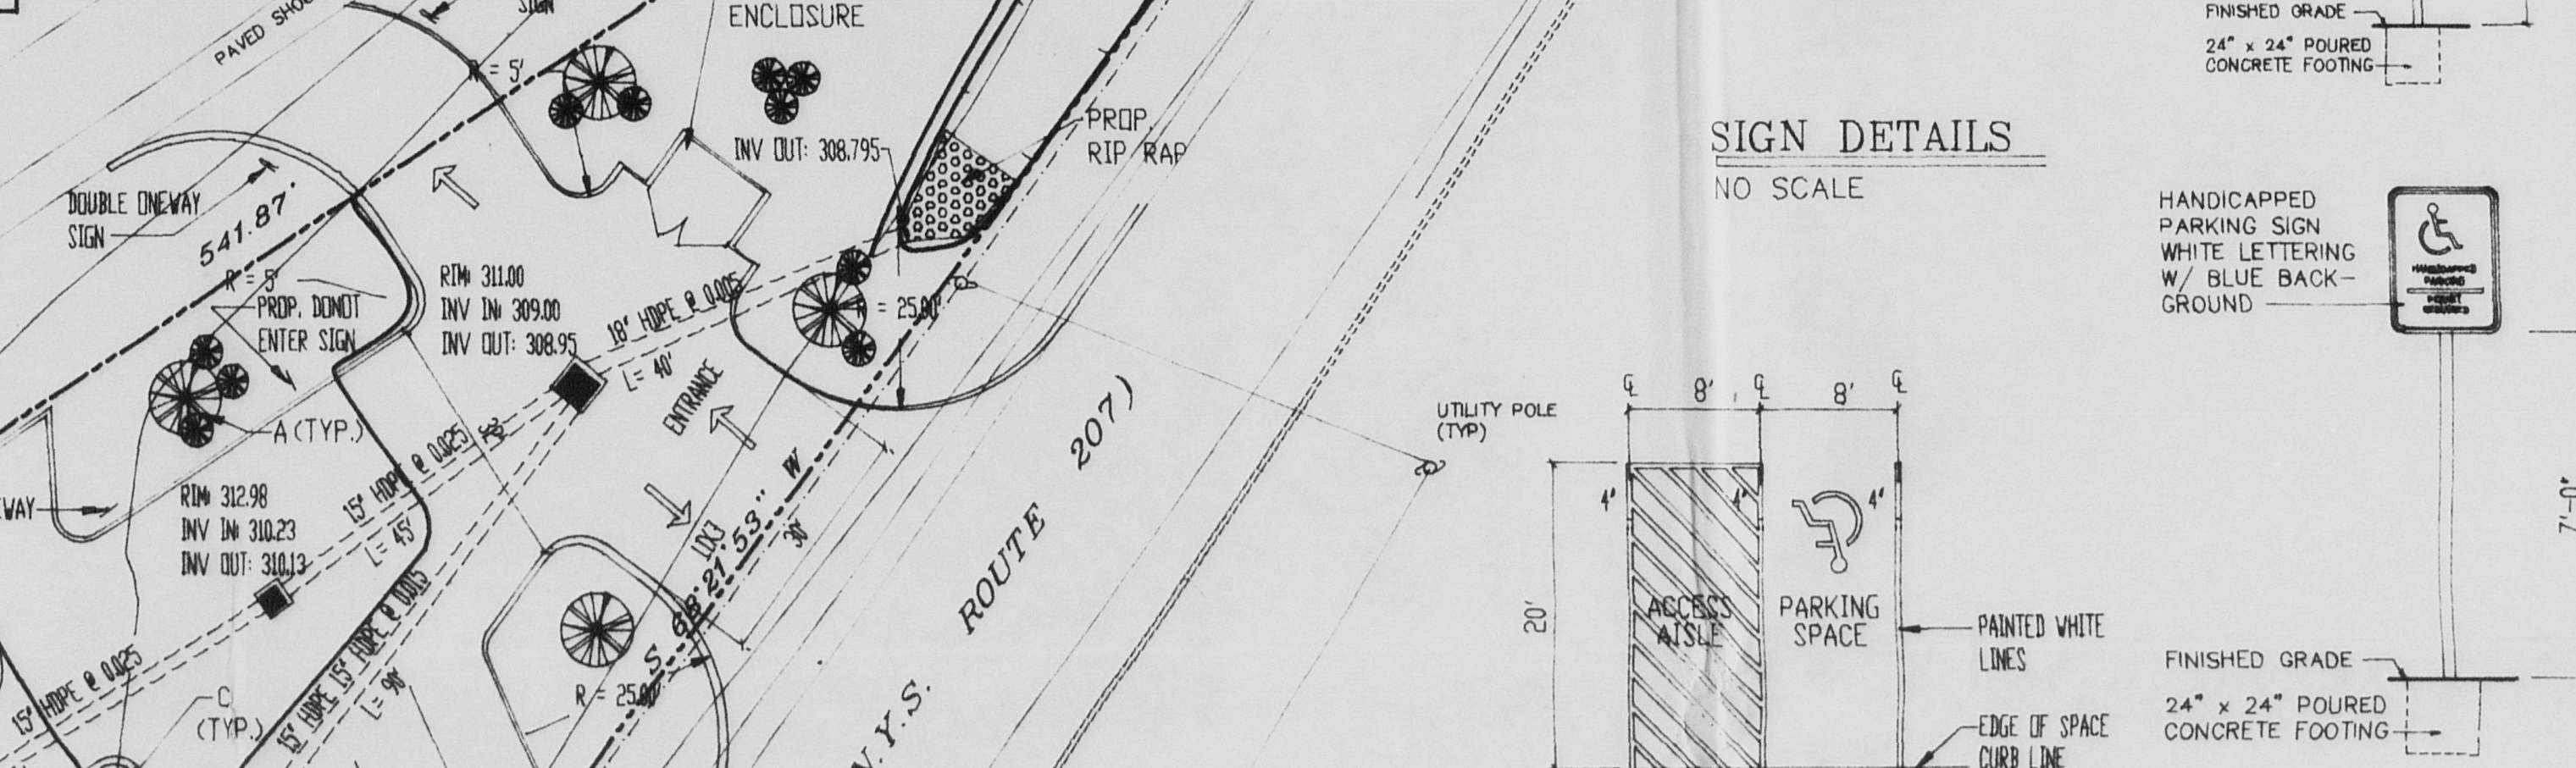 PAVED
SIGN
ENCLOSURE
R = 5'
INV OUT: 308.795
PROP.
RIP RAP
DOUBLE ONEWAY
SIGN
541.87'
R = 5'
PROP. DONOT
ENTER SIGN
RIM: 311.00
INV IN: 309.00
INV OUT: 308.95
18" HDPE @ 0.005
L= 40'
R = 25.00'
ENTRANCE
A (TYP.)
15" HDPE @ 0.025
L= 45'
RIM: 312.98
INV IN: 310.23
INV OUT: 310.13
15" HDPE @ 0.025
15" HDPE 15" HDPE @ 0.015
L= 90'
C
(TYP.)
S 68°21'53" W
30'
R = 25.00'
N.Y.S.
ROUTE
207)
UTILITY POLE
(TYP)
FINISHED GRADE
24" x 24" POURED
CONCRETE FOOTING
SIGN DETAILS
NO SCALE
HANDICAPPED
PARKING SIGN
WHITE LETTERING
W/ BLUE BACK-
GROUND
HANDICAPPED
PARKING
8'
8'
4"
4"
4"
20'
ACCESS
AISLE
PARKING
SPACE
PAINTED WHITE
LINES
EDGE OF SPACE
CURB LINE
7'-0"
FINISHED GRADE
24" x 24" POURED
CONCRETE FOOTING